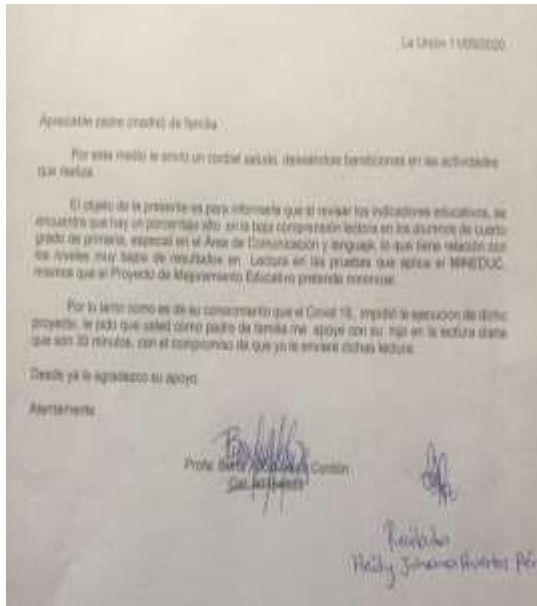 La Unión 11/05/2020
Apreciable padre (madre) de familia
Por este medio le envío un cordial saludo, deseándole bendiciones en las actividades
que realiza.
El objeto de la presente es para informarle que al revisar los indicadores educativos, se
encuentra que hay un porcentaje alto en la baja comprensión lectora en los alumnos de cuarto
grado de primaria, especial en el Área de Comunicación y lenguaje, lo que tiene relación con
los niveles muy bajos de resultados en Lectura en las pruebas que aplica el MINEDUC,
mismos que el Proyecto de Mejoramiento Educativo pretende
Por lo tanto como es de su conocimiento que el Covid 19, impidió la ejecución de dicho
proyecto, le pido que usted como padre de familia me apoye con su hijo en la lectura diaria
que son 30 minutos, con el compromiso de que yo le enviaré dichas lectura.
Desde ya le agradezco su apoyo
Atentamente
Profa. Cordón
Recibido
Heidy Huertas